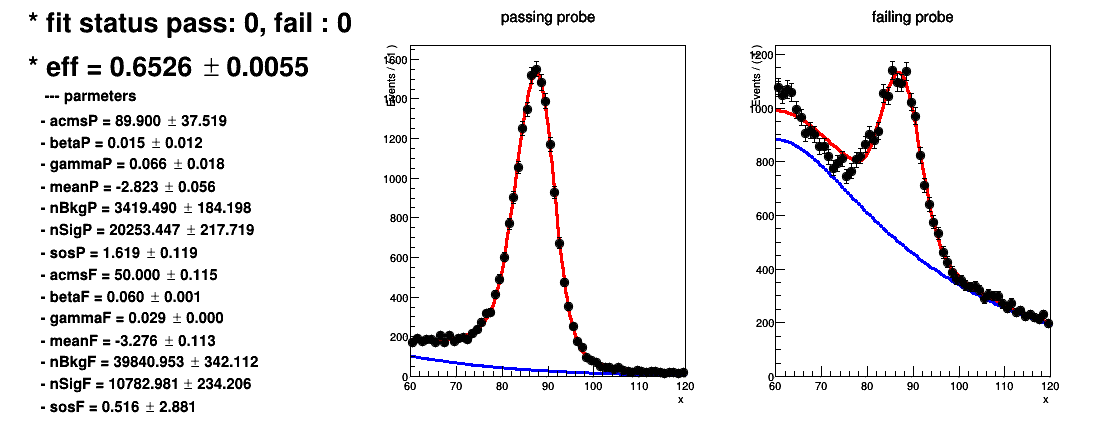 * fit status pass: 0, fail : 0
* eff = 0.6526 ± 0.0055
--- parmeters
- acmsP = 89.900 ± 37.519
- betaP = 0.015 ± 0.012
- gammaP = 0.066 ± 0.018
- meanP = -2.823 ± 0.056
- nBkgP = 3419.490 ± 184.198
- nSigP = 20253.447 ± 217.719
- sosP = 1.619 ± 0.119
- acmsF = 50.000 ± 0.115
- betaF = 0.060 ± 0.001
- gammaF = 0.029 ± 0.000
- meanF = -3.276 ± 0.113
- nBkgF = 39840.953 ± 342.112
- nSigF = 10782.981 ± 234.206
- sosF = 0.516 ± 2.881
passing probe
Events / ( 1 )
1600
1400
1200
1000
800
600
400
200
0
60 70 80 90 100 110 120
x
failing probe
Events /
1200
1000
800
600
400
200
0
60 70 80 90 100 110 120
x